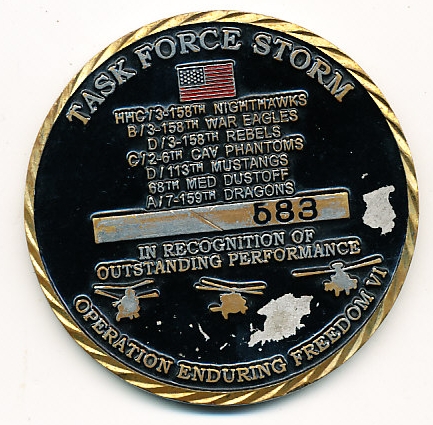 TASK FORCE STORM
HHC/3-158TH NIGHTHAWKS
B/3-158TH WAR EAGLES
D/3-158TH REBELS
C/2-6TH CAV PHANTOMS
D/113TH MUSTANGS
68TH MED DUSTOFF
A/7-159TH DRAGONS
583
IN RECOGNITION OF
OUTSTANDING PERFORMANCE
OPERATION ENDURING FREEDOM VI